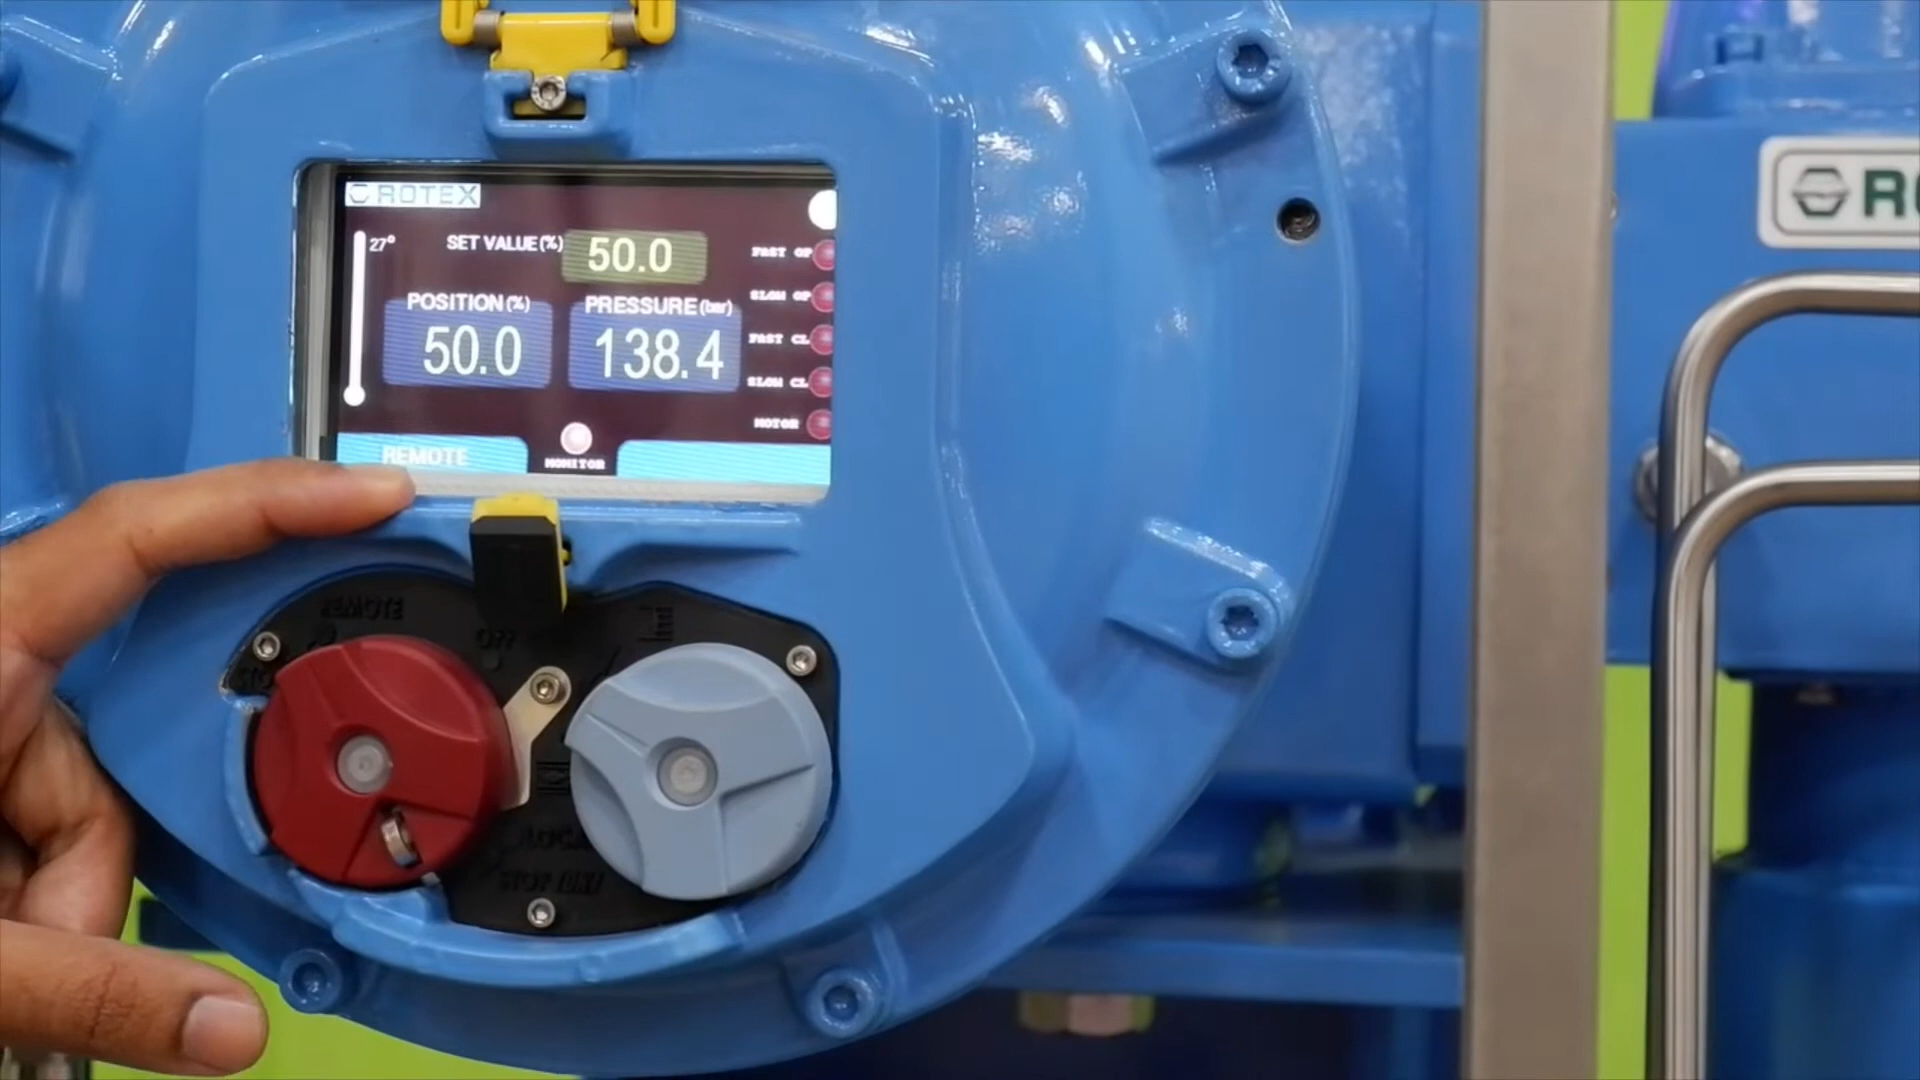 ROTEX
27°
SET VALUE(%) 50.0
FAST OP
SLOW OP
POSITION(%) PRESSURE(bar)
50.0 138.4
FAST CL
SLOW CL
MOTOR
REMOTE
MONITOR
REMOTE
OFF
RO